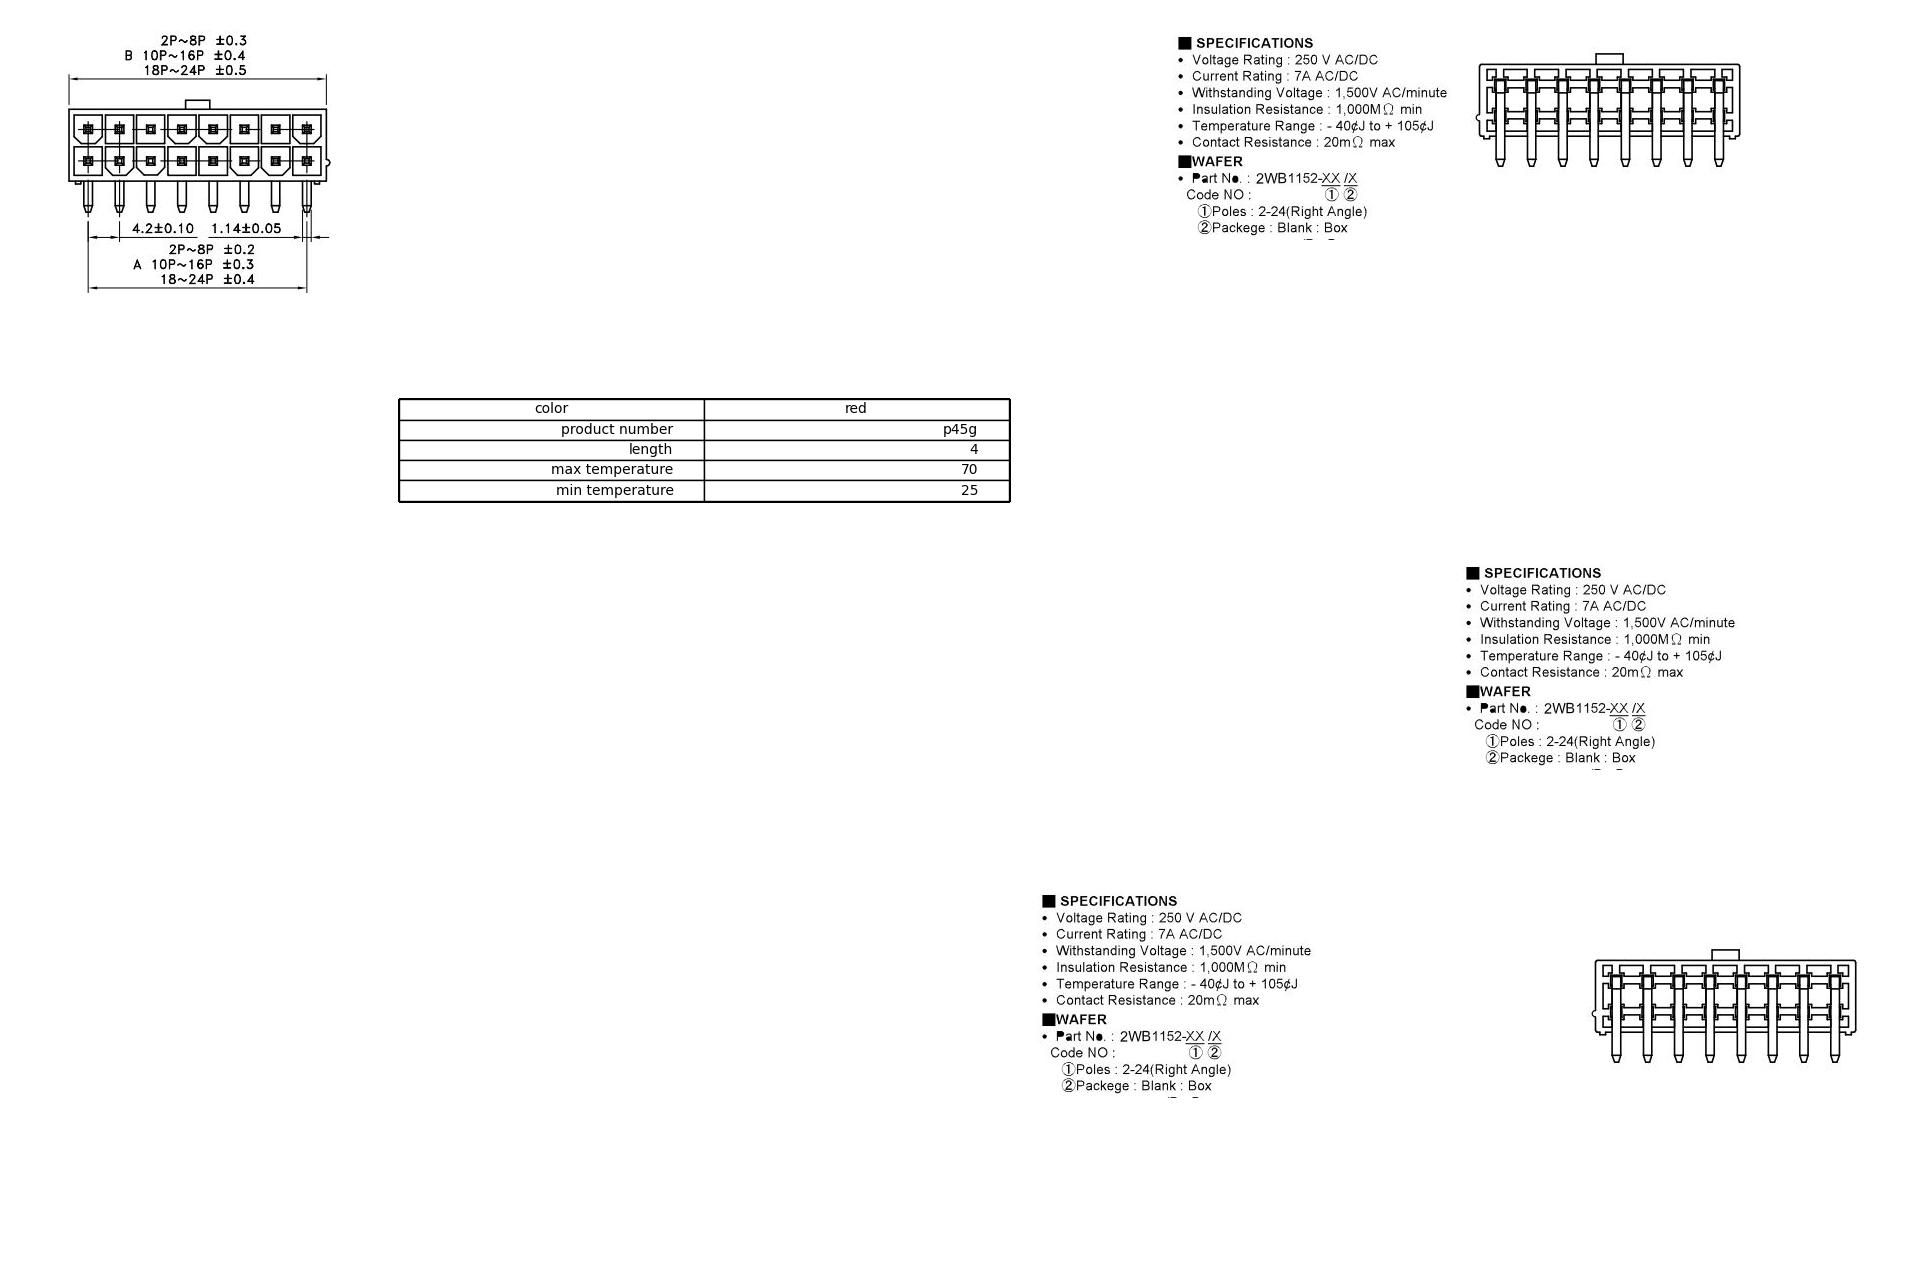 2P~8P ±0.3
B 10P~16P ±0.4
18P~24P ±0.5
4.2±0.10 1.14±0.05
2P~8P ±0.2
A 10P~16P ±0.3
18~24P ±0.4
■ SPECIFICATIONS
• Voltage Rating : 250 V AC/DC
• Current Rating : 7A AC/DC
• Withstanding Voltage : 1,500V AC/minute
• Insulation Resistance : 1,000MΩ min
• Temperature Range : - 40¢J to + 105¢J
• Contact Resistance : 20mΩ max
■WAFER
• Part No. : 2WB1152-XX /X
Code NO : ① ②
①Poles : 2-24(Right Angle)
②Packege : Blank : Box
color red
product number p45g
length 4
max temperature 70
min temperature 25
■ SPECIFICATIONS
• Voltage Rating : 250 V AC/DC
• Current Rating : 7A AC/DC
• Withstanding Voltage : 1,500V AC/minute
• Insulation Resistance : 1,000MΩ min
• Temperature Range : - 40¢J to + 105¢J
• Contact Resistance : 20mΩ max
■WAFER
• Part No. : 2WB1152-XX /X
Code NO : ① ②
①Poles : 2-24(Right Angle)
②Packege : Blank : Box
■ SPECIFICATIONS
• Voltage Rating : 250 V AC/DC
• Current Rating : 7A AC/DC
• Withstanding Voltage : 1,500V AC/minute
• Insulation Resistance : 1,000MΩ min
• Temperature Range : - 40¢J to + 105¢J
• Contact Resistance : 20mΩ max
■WAFER
• Part No. : 2WB1152-XX /X
Code NO : ① ②
①Poles : 2-24(Right Angle)
②Packege : Blank : Box